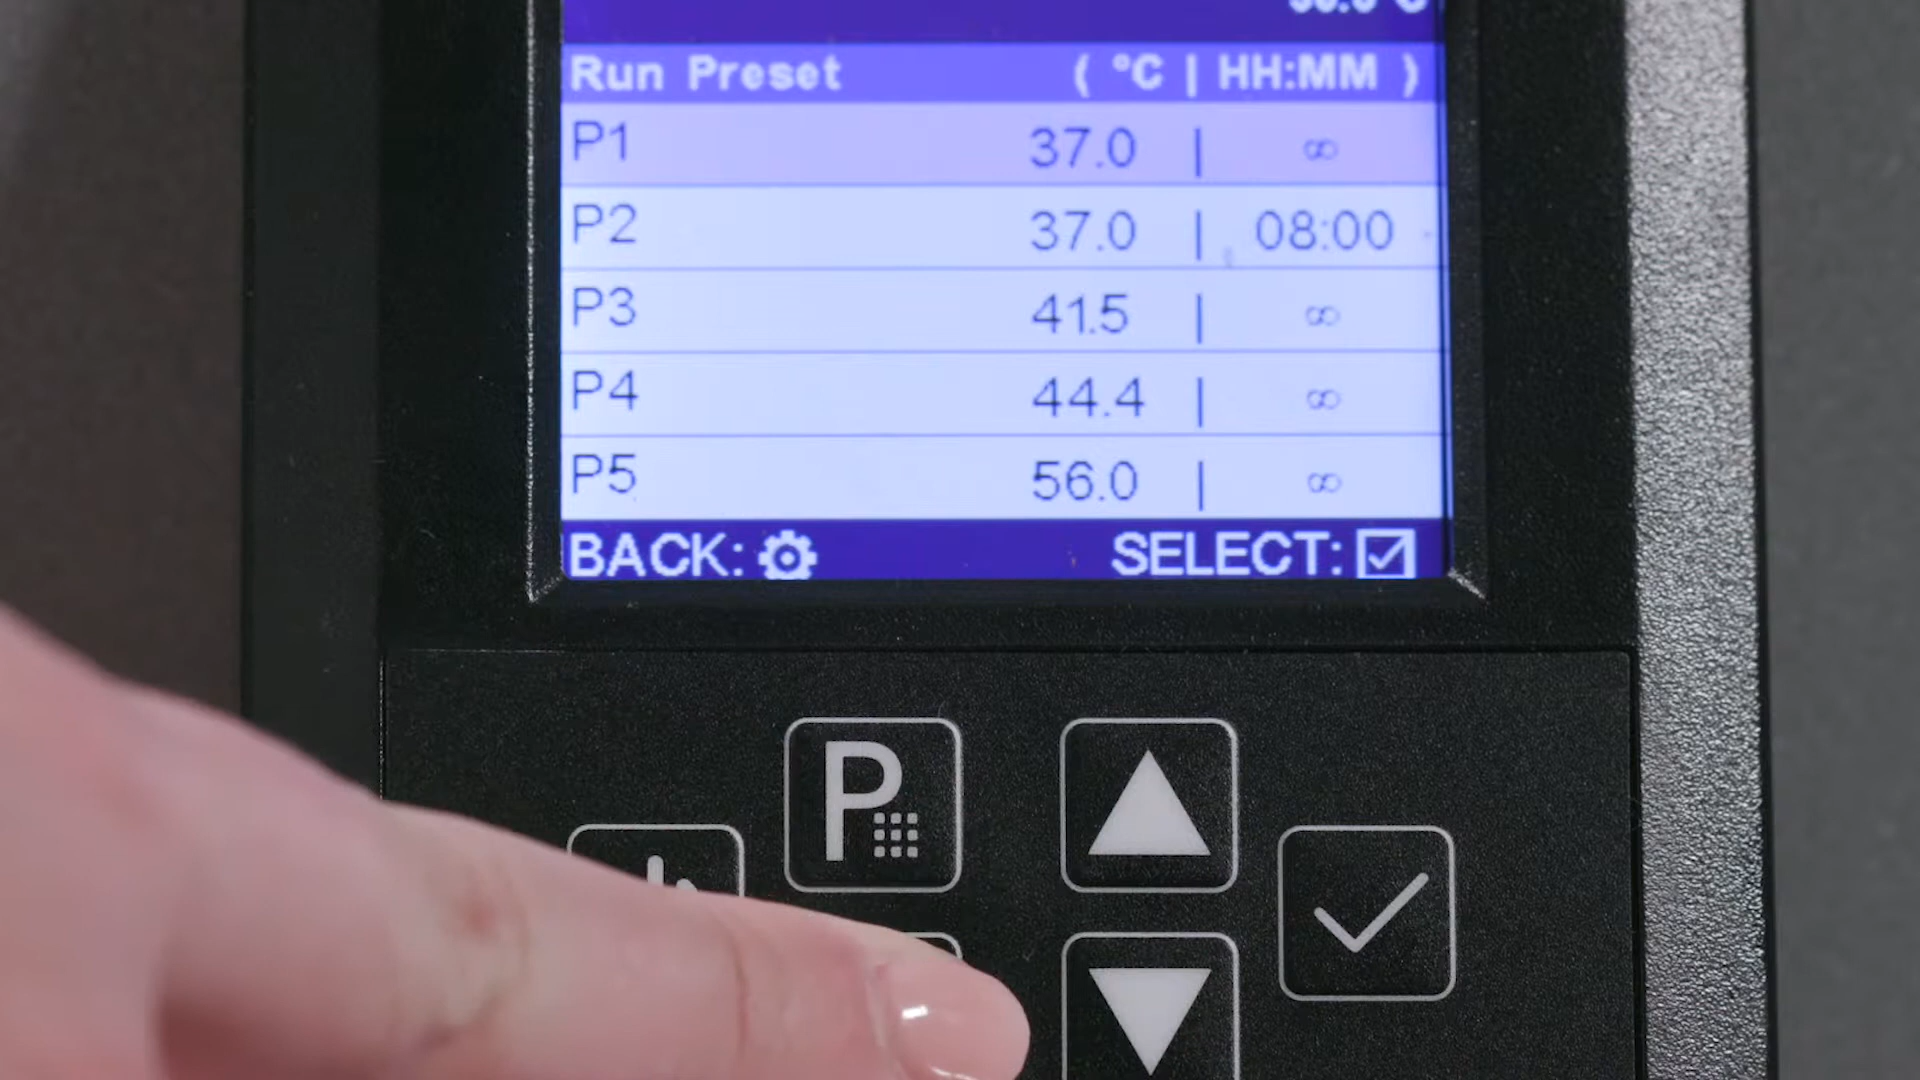 Run Preset ( °C | HH:MM )
P1 37.0 | ∞
P2 37.0 | 08:00
P3 41.5 | ∞
P4 44.4 | ∞
P5 56.0 | ∞
BACK: SELECT:
P